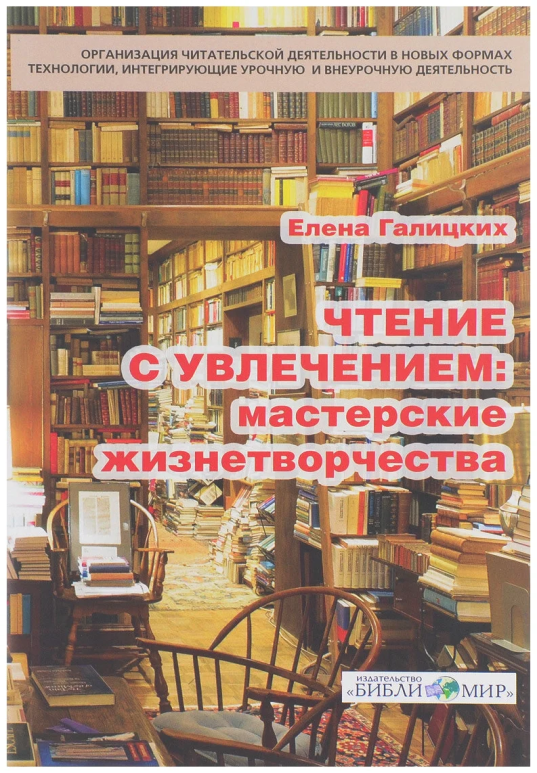 ОРГАНИЗАЦИЯ ЧИТАТЕЛЬСКОЙ ДЕЯТЕЛЬНОСТИ В НОВЫХ ФОРМАХ
ТЕХНОЛОГИИ, ИНТЕГРИРУЮЩИЕ УРОЧНУЮ И ВНЕУРОЧНУЮ ДЕЯТЕЛЬНОСТЬ
Елена Галицких
ЧТЕНИЕ
С УВЛЕЧЕНИЕМ:
мастерские
жизнетворчества
издательство
«БИБЛИОМИР»